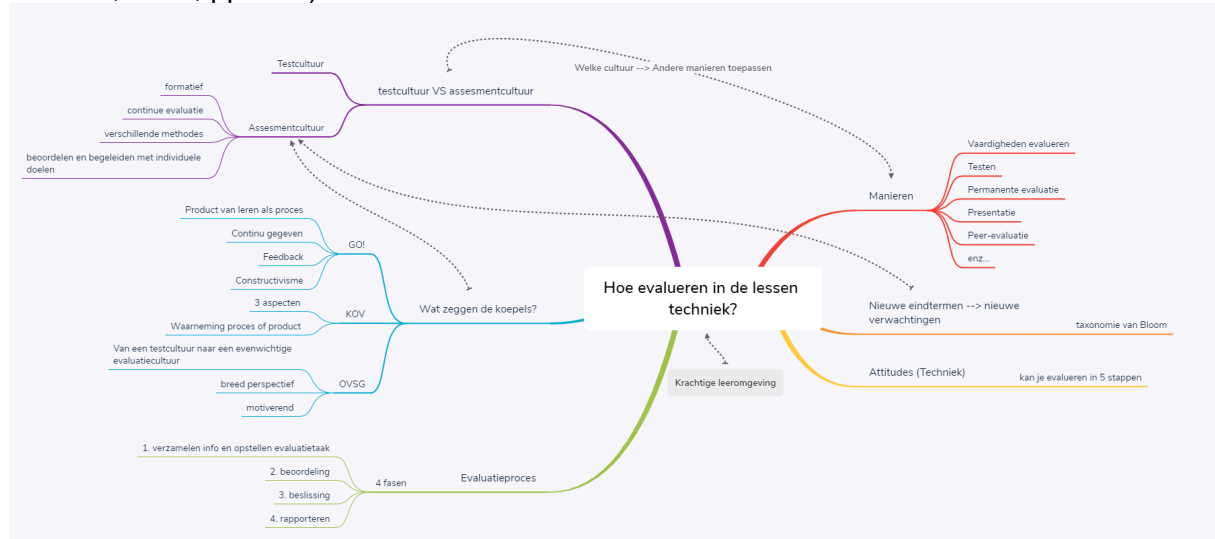 Testcultuur
testcultuur VS assesmentcultuur
formatief
continue evaluatie
Assesmentcultuur
verschillende methodes
beoordelen en begeleiden met individuele
doelen
Welke cultuur --> Andere manieren toepassen
Manieren
Vaardigheden evalueren
Testen
Permanente evaluatie
Presentatie
Peer-evaluatie
enz...
Product van leren als proces
Continu gegeven
GO!
Feedback
Constructivisme
3 aspecten
KOV
Waarneming proces of product
Wat zeggen de koepels?
Van een testcultuur naar een evenwichtige
evaluatiecultuur
breed perspectief
OVSG
motiverend
Hoe evalueren in de lessen
techniek?
Nieuwe eindtermen --> nieuwe
verwachtingen
taxonomie van Bloom
Attitudes (Techniek)
kan je evalueren in 5 stappen
Krachtige leeromgeving
1. verzamelen info en opstellen evaluatietaak
2. beoordeling
4 fasen
Evaluatieproces
3. beslissing
4. rapporteren